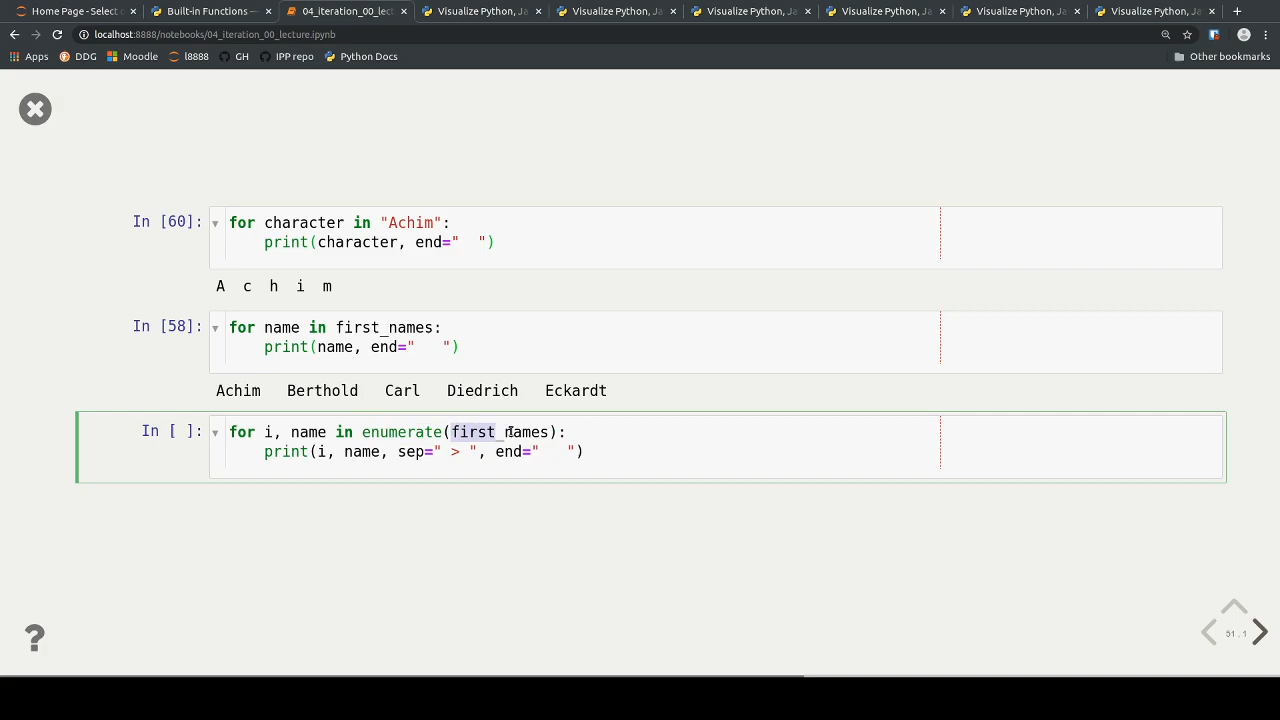 Home Page - Select o
Built-in Functions —
04_iteration_00_lect
Visualize Python, Ja
Visualize Python, Ja
Visualize Python, Ja
Visualize Python, Ja
Visualize Python, Ja
Visualize Python, Ja
localhost:8888/notebooks/04_iteration_00_lecture.ipynb
Apps
DDG
Moodle
l8888
GH
IPP repo
Python Docs
Other bookmarks
In [60]:
for character in "Achim":
    print(character, end="  ")
A  c  h  i  m
In [58]:
for name in first_names:
    print(name, end="   ")
Achim   Berthold   Carl   Diedrich   Eckardt
In [ ]:
for i, name in enumerate(first_names):
    print(i, name, sep=" > ", end="   ")
?
51.1